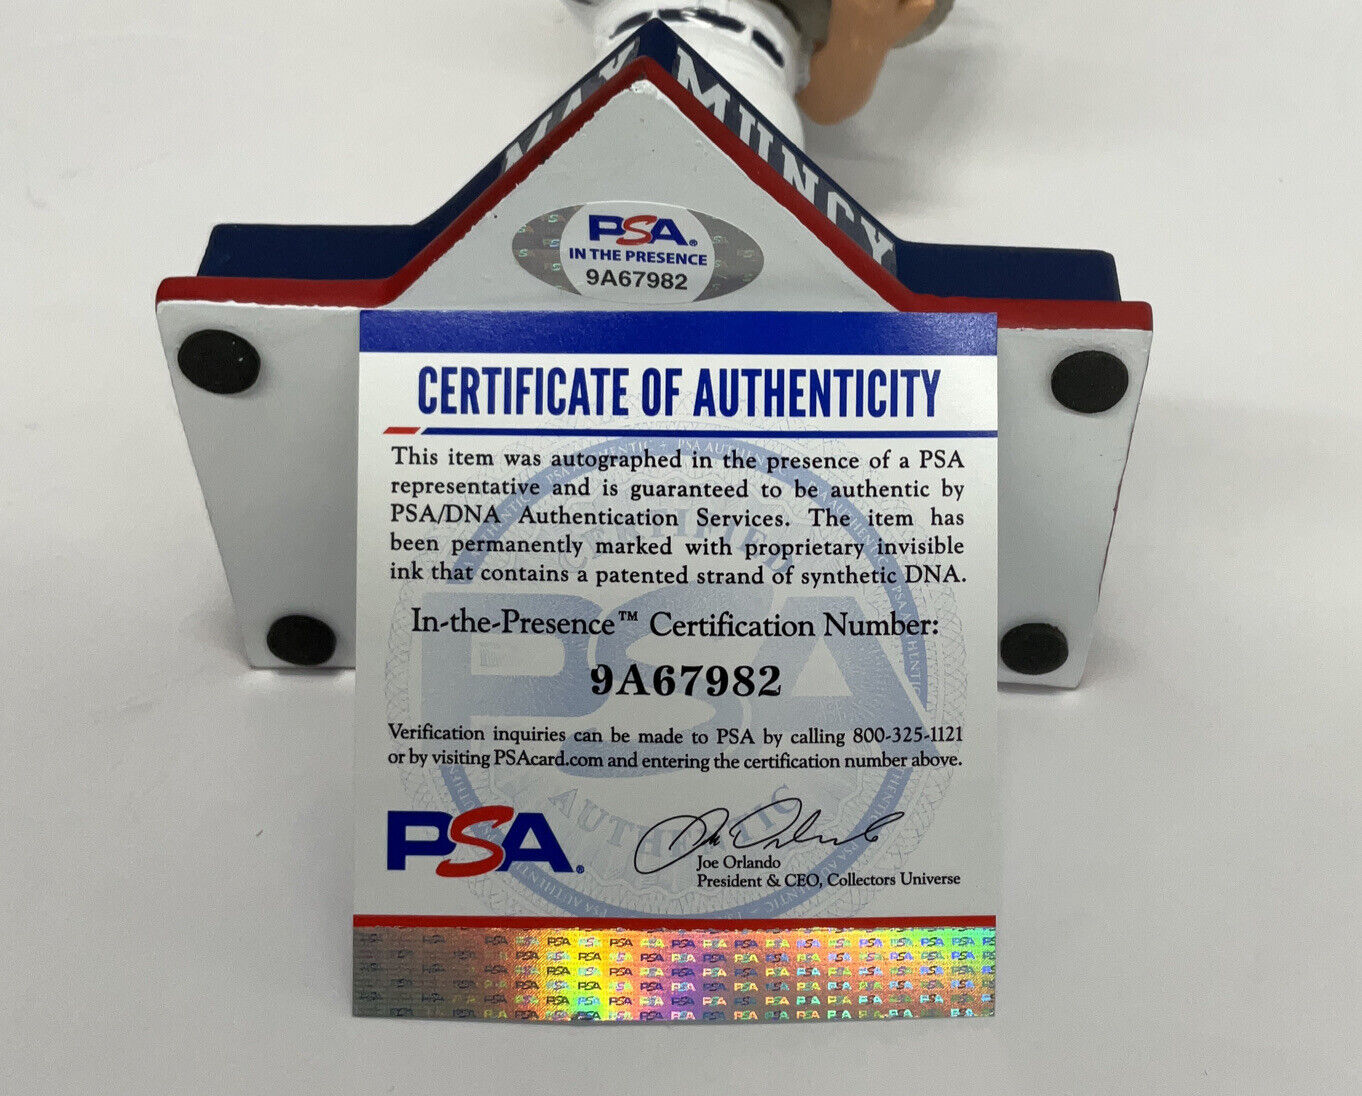 MAX MUNCY
PSA®
IN THE PRESENCE
9A67982
CERTIFICATE OF AUTHENTICITY
This item was autographed in the presence of a PSA
representative and is guaranteed to be authentic by
PSA/DNA Authentication Services. The item has
been permanently marked with proprietary invisible
ink that contains a patented strand of synthetic DNA.
In-the-Presence™ Certification Number:
9A67982
Verification inquiries can be made to PSA by calling 800-325-1121
or by visiting PSAcard.com and entering the certification number above.
PSA®
Joe Orlando
President & CEO, Collectors Universe